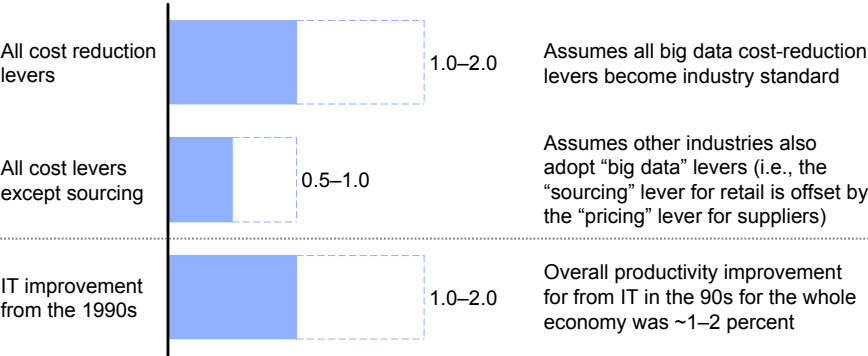 All cost reduction
levers
1.0–2.0
Assumes all big data cost-reduction
levers become industry standard
All cost levers
except sourcing
0.5–1.0
Assumes other industries also
adopt “big data” levers (i.e., the
“sourcing” lever for retail is offset by
the “pricing” lever for suppliers)
IT improvement
from the 1990s
1.0–2.0
Overall productivity improvement
for from IT in the 90s for the whole
economy was ~1–2 percent